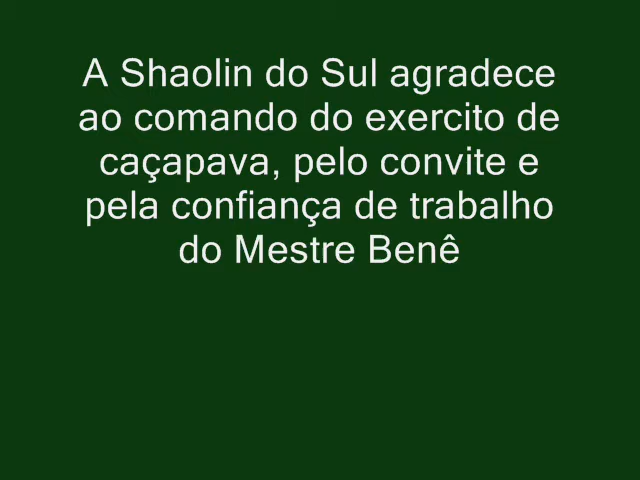 A Shaolin do Sul agradece
ao comando do exercito de
caçapava, pelo convite e
pela confiança de trabalho
do Mestre Benê